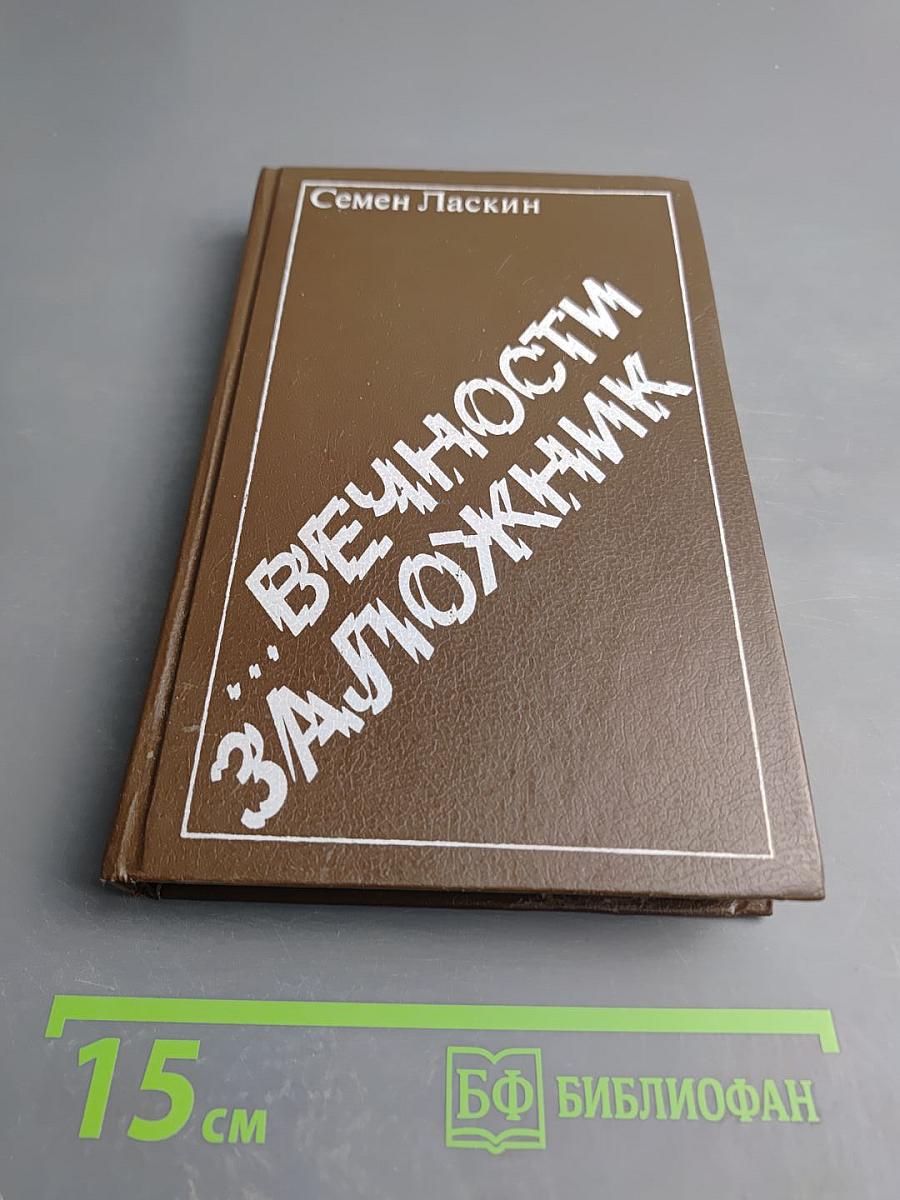 Семен Ласкин
...ВЕЧНОСТИ
ЗАЛОЖНИК
15 см
БФ БИБЛИОФАН